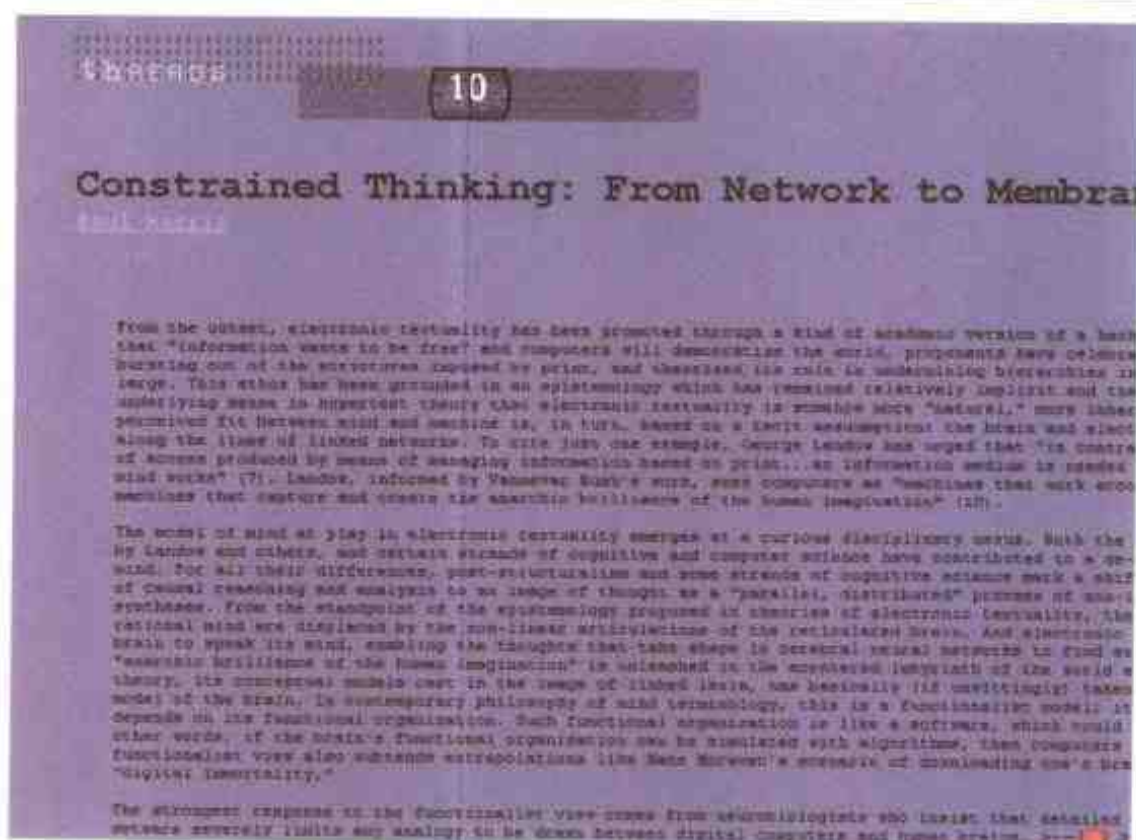 threads
10
Constrained Thinking: From Network to Membra
Paul Harris
From the outset, electronic textuality has been promoted through a kind of academic version of a
that "information wants to be free" and computers will democratize the world, proponents have
bursting out of the structures imposed by print, and theorized its role in undermining hierarchies in
large. This ethos has been grounded in an epistemology which has remained relatively implicit and
underlying sense in hypertext theory that electronic textuality is somehow more "natural," more
perceived fit between mind and machine is, in turn, based on a tacit assumption: the brain and
along the lines of linked networks. To cite just one example, George Landow has urged that "in
of access produced by means of managing information based on print...an information medium is needed
mind works" (7). Landow, informed by Vannevar Bush's work, sees computers as "machines that work
machines that capture and create the anarchic brilliance of the human imagination" (10).
The model of mind at play in electronic textuality emerges at a curious disciplinary nexus. Both the
by Landow and others, and certain strands of cognitive and computer science have contributed to a
mind. For all their differences, post-structuralism and some strands of cognitive science mark a
of causal reasoning and analysis to an image of thought as a "parallel, distributed" process of
syntheses. From the standpoint of the epistemology proposed in theories of electronic textuality,
rational mind are displaced by the non-linear articulations of the reticulated brain. And electronic
brain to speak its mind, enabling the thoughts that take shape in cerebral neural networks to find
"anarchic brilliance of the human imagination" is unleashed in the labyrinth of the world
theory, its conceptual models cast in the image of linked lexia, has basically (if unwittingly) taken
model of the brain. In contemporary philosophy of mind terminology, this is a functionalist model: it
depends on its functional organization. Such functional organization is like a software, which could
other words, if the brain's functional organization can be simulated with algorithms, then computers
functionalist view also subtends extrapolations like Hans Moravec's scenario of downloading one's
"digital immortality."
The strongest response to the functionalist view comes from neurobiologists who insist that detailed
severely limits any analogy to be drawn between digital computers and human